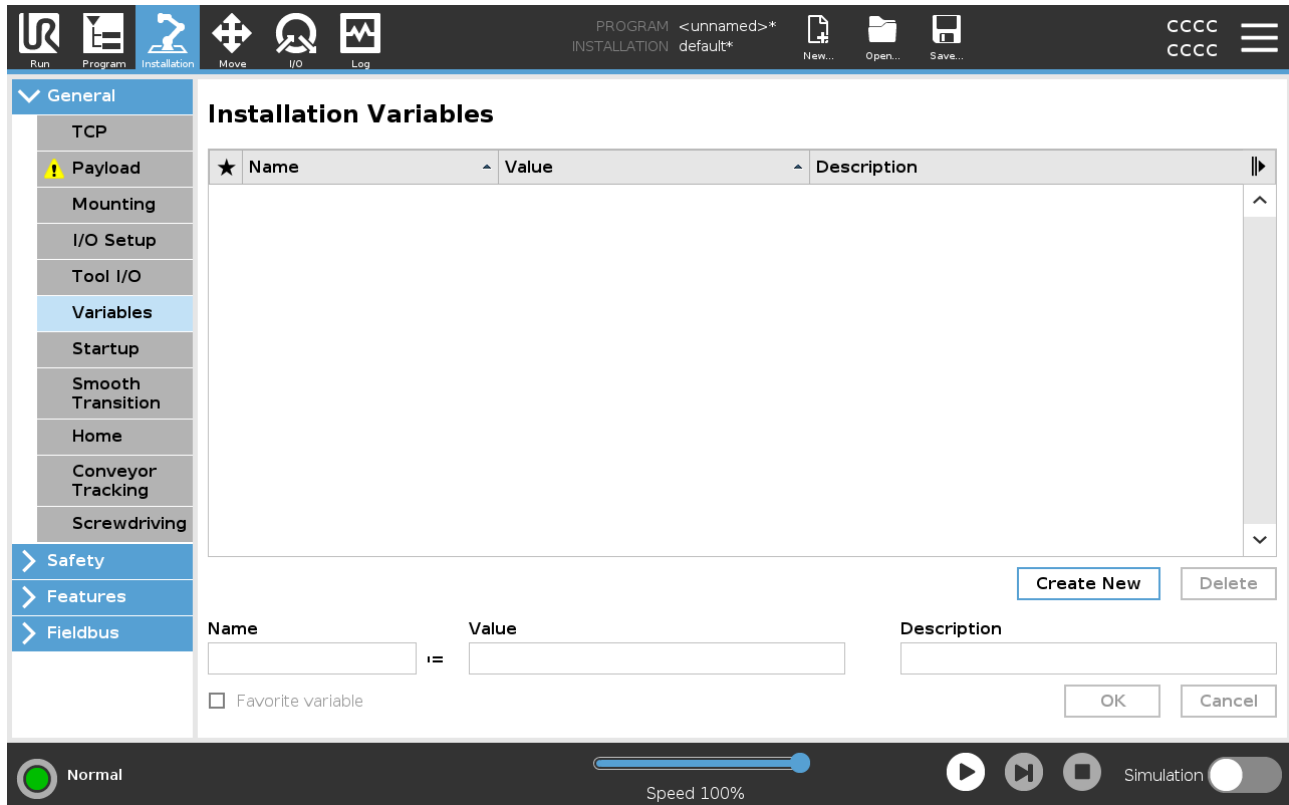 PROGRAM <unnamed>*
INSTALLATION default*
CCCC
CCCC
UR
Run
Program
Installation
Move
I/O
Log
New...
Open...
Save...
General
TCP
Payload
Mounting
I/O Setup
Tool I/O
Variables
Startup
Smooth
Transition
Home
Conveyor
Tracking
Screwdriving
Safety
Features
Fieldbus
Installation Variables
★ Name Value Description
Create New
Delete
Name
Value
Description
:=
Favorite variable
OK
Cancel
Normal
Speed 100%
Simulation